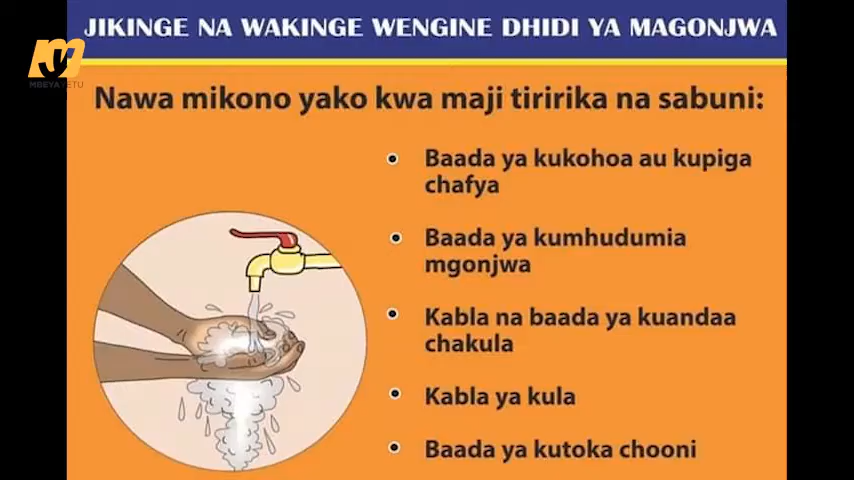 JIKINGE NA WAKINGE WENGINE DHIDI YA MAGONJWA
MBEYA YETU
Nawa mikono yako kwa maji tiririka na sabuni:
Baada ya kukohoa au kupiga
chafya
Baada ya kumhudumia
mgonjwa
Kabla na baada ya kuandaa
chakula
Kabla ya kula
Baada ya kutoka chooni